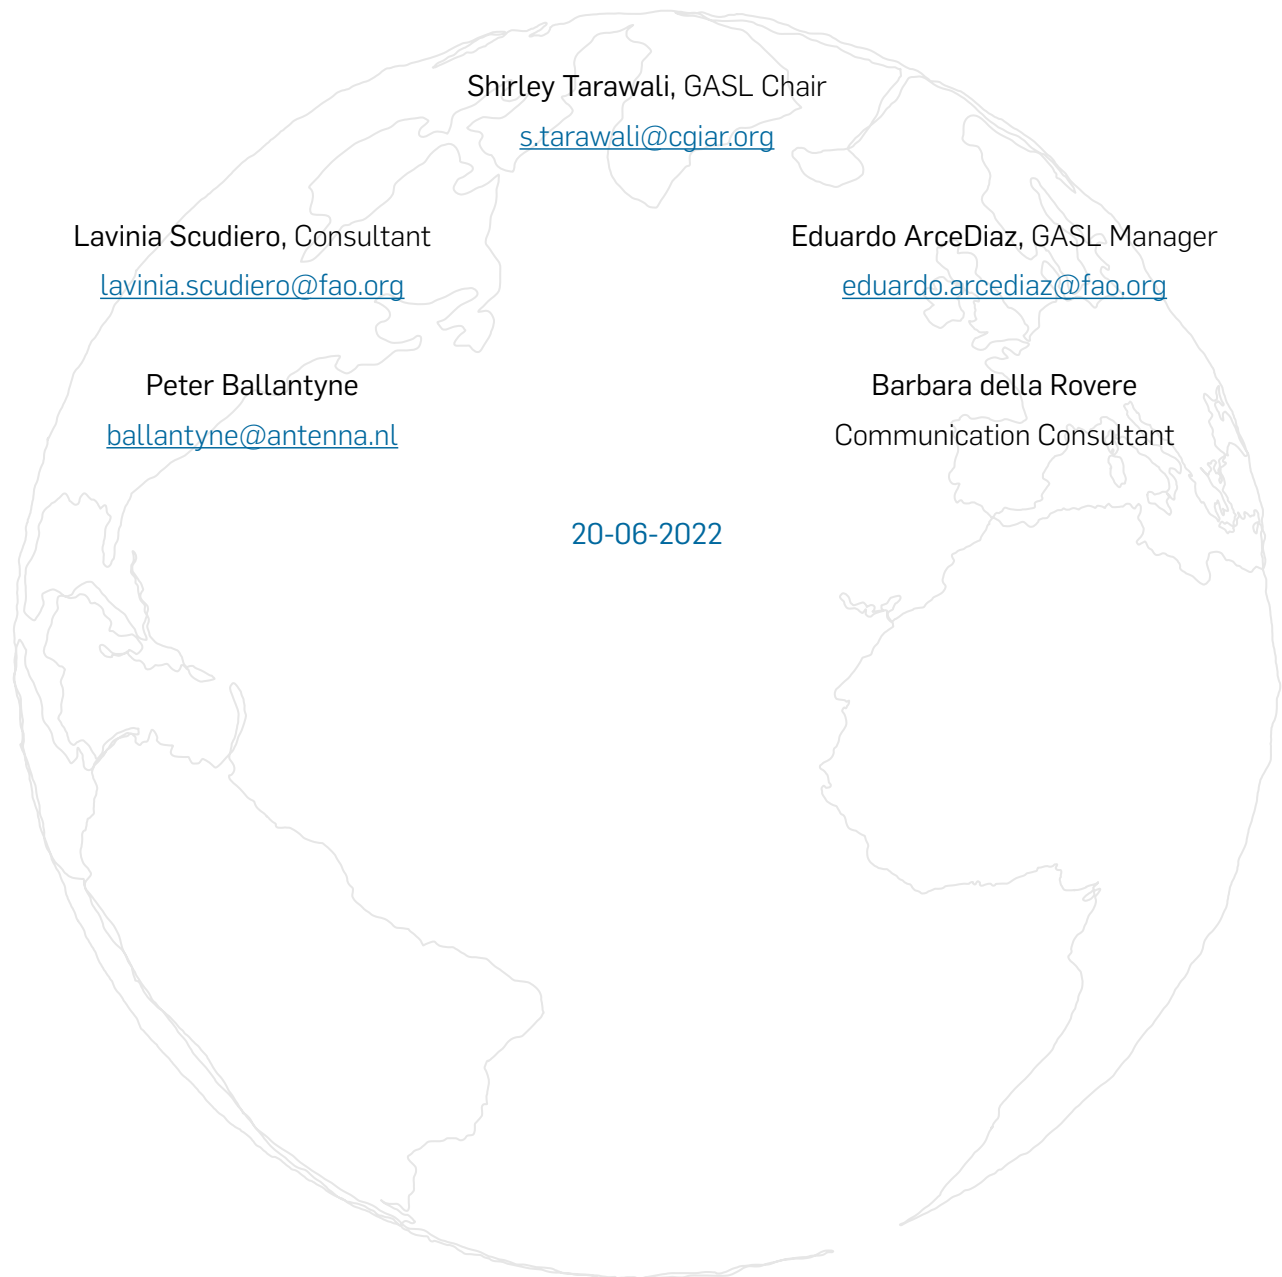 Shirley Tarawali, GASL Chair
s.tarawali@cgiar.org
Lavinia Scudiero, Consultant
lavinia.scudiero@fao.org
Eduardo ArceDiaz, GASL Manager
eduardo.arcediaz@fao.org
Peter Ballantyne
ballantyne@antenna.nl
Barbara della Rovere
Communication Consultant
20-06-2022